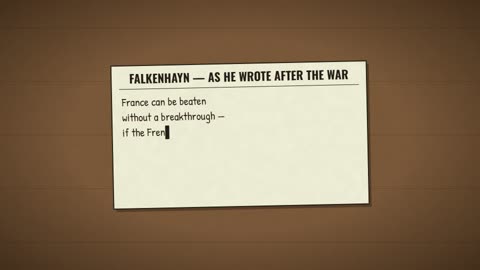 FALKENHAYN — AS HE WROTE AFTER THE WAR
France can be beaten
without a breakthrough —
if the Fren